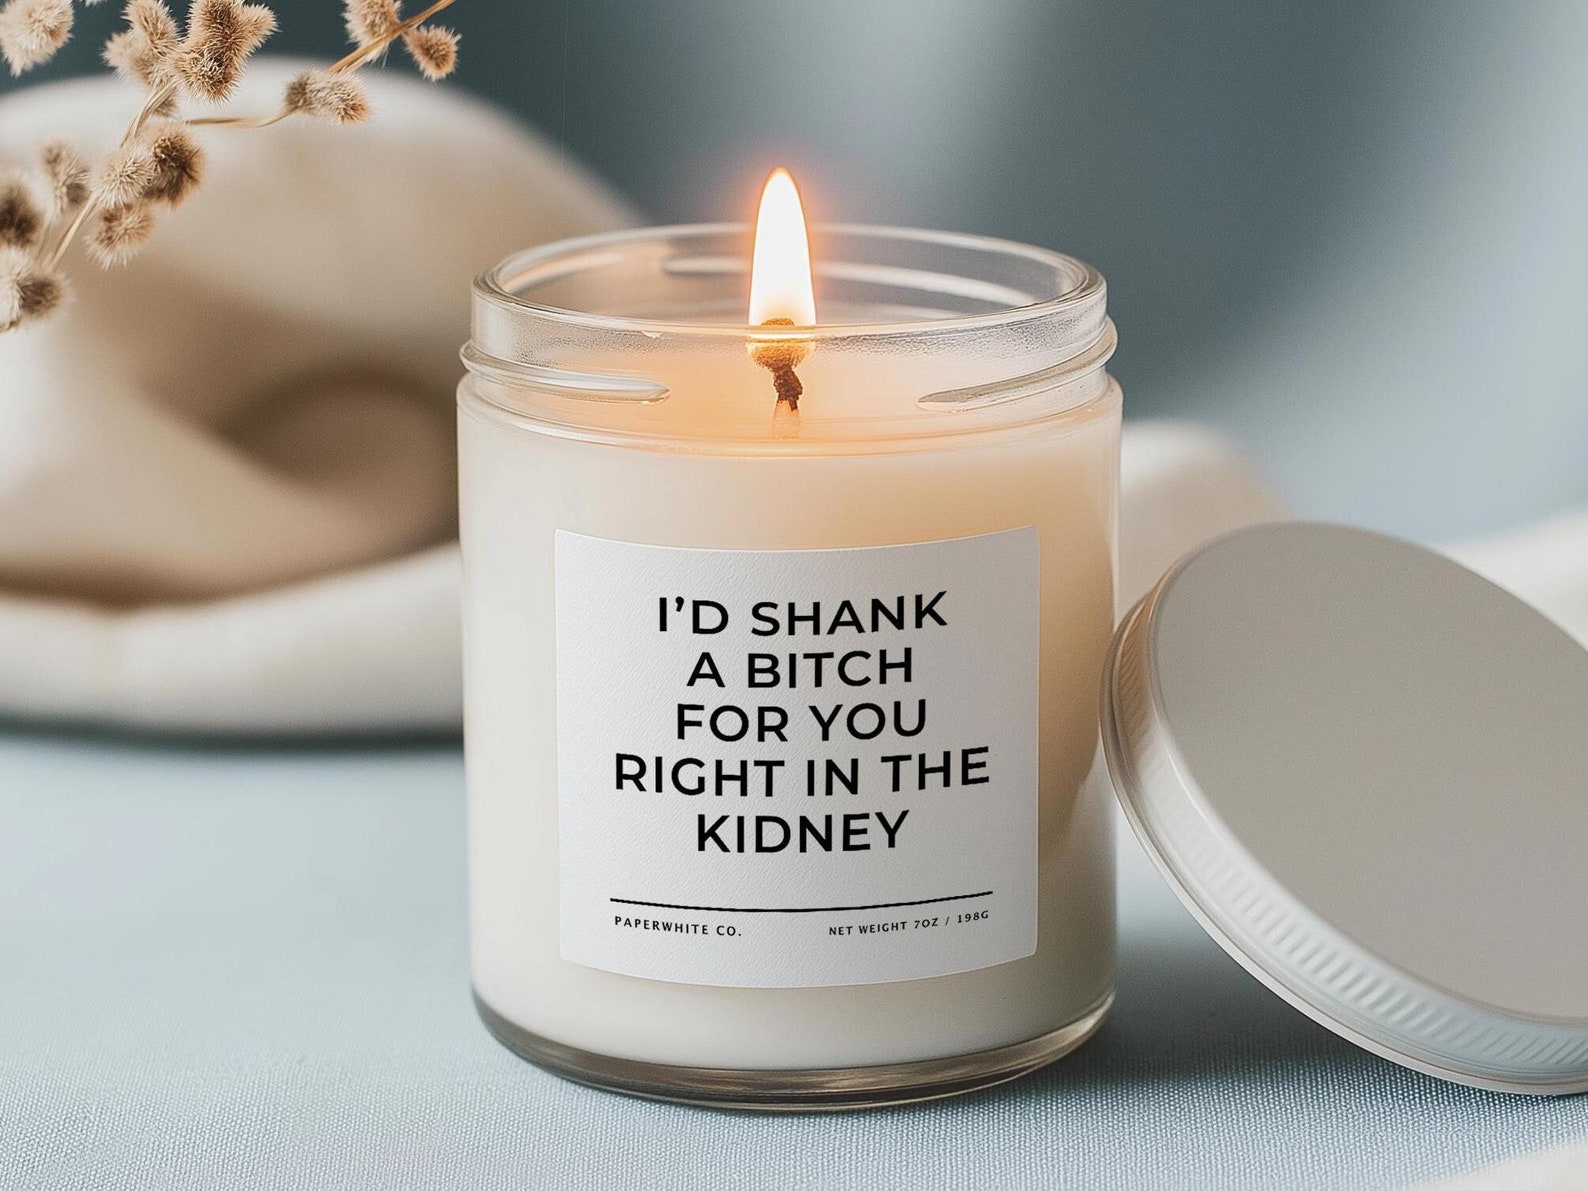 I'D SHANK
A BITCH
FOR YOU
RIGHT IN THE
KIDNEY
PAPERWHITE CO. NET WEIGHT 7OZ / 198G